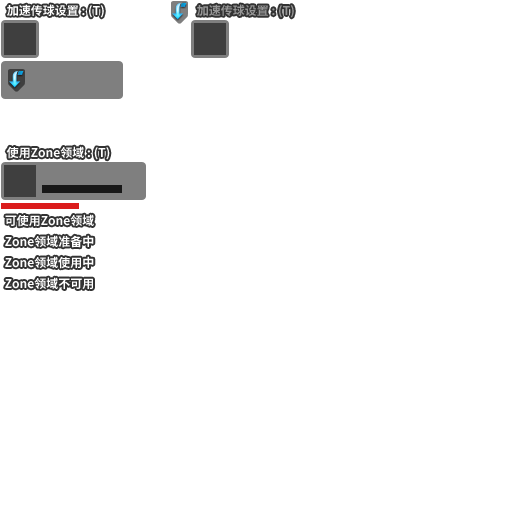 加速传球设置 : (T)
加速传球设置 : (T)
使用Zone领域 : (T)
可使用Zone领域
Zone领域准备中
Zone领域使用中
Zone领域不可用